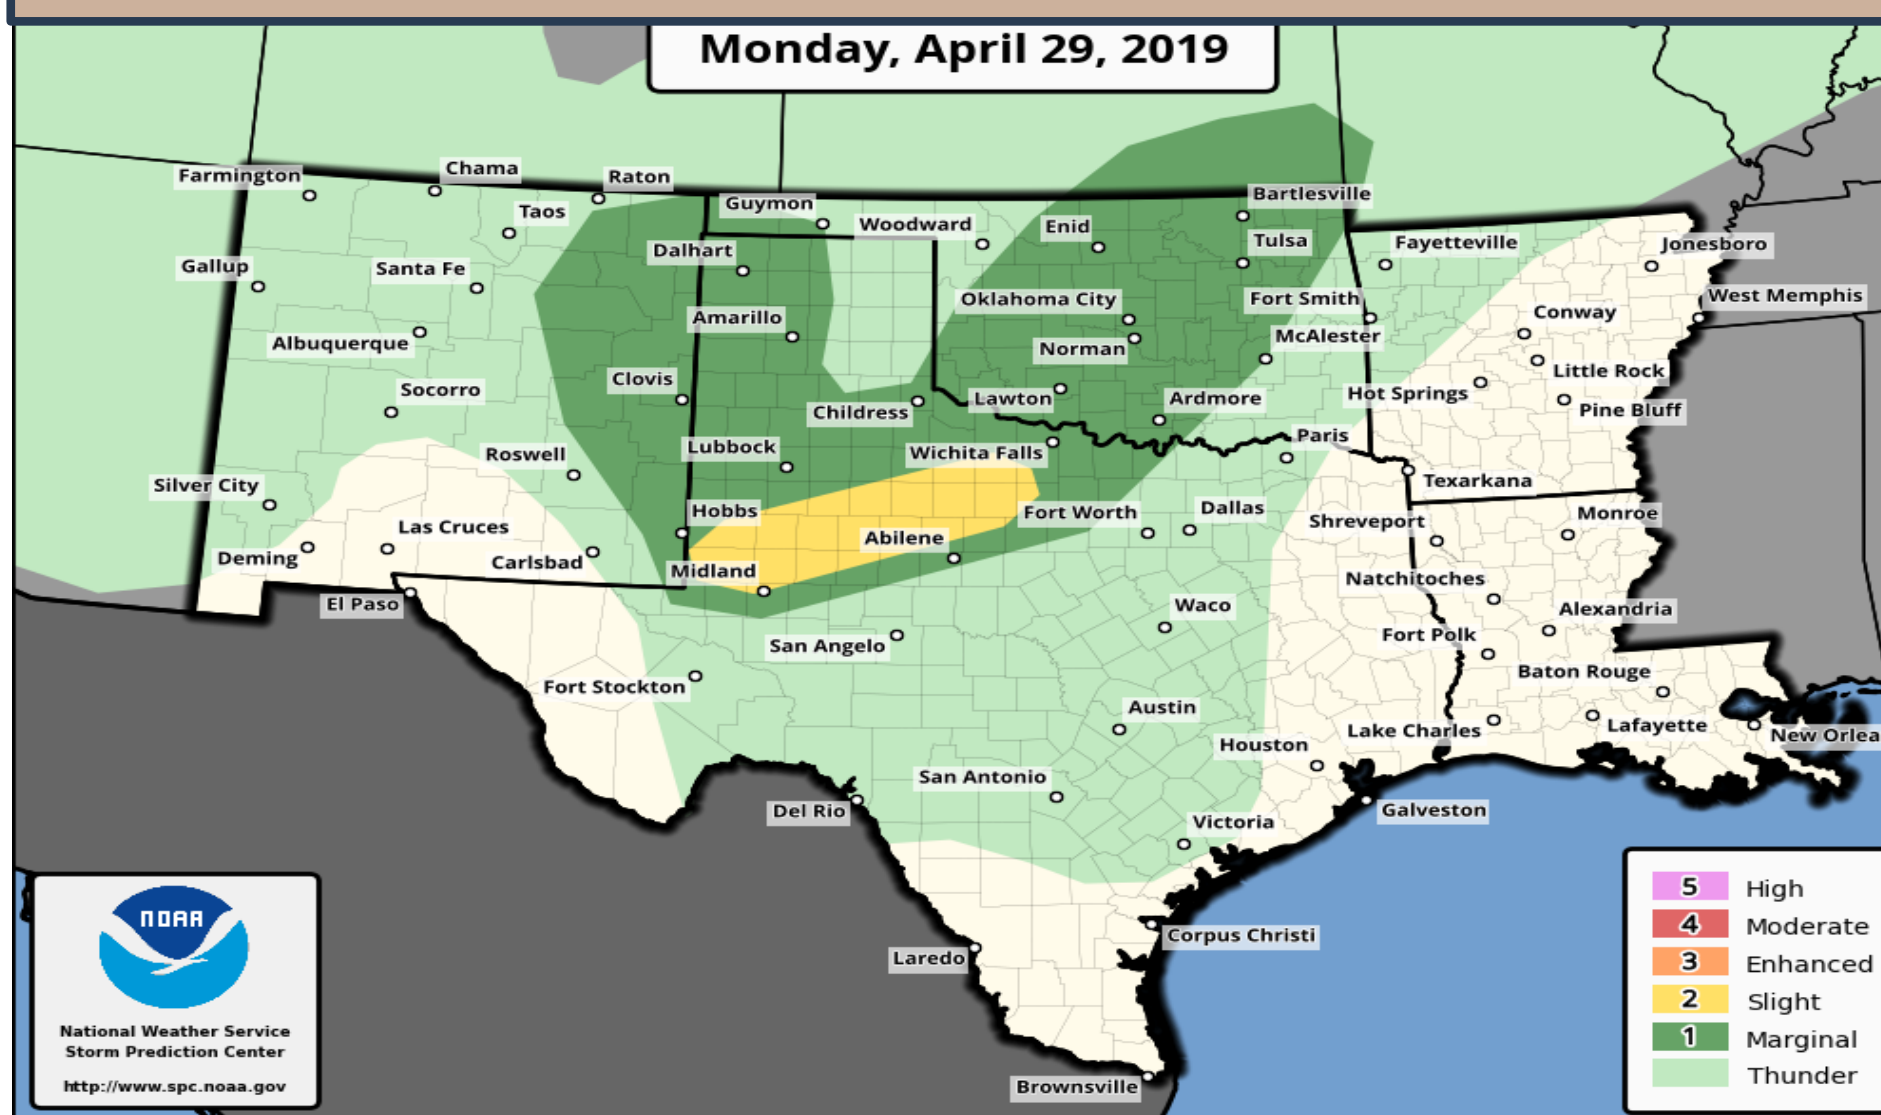 Monday, April 29, 2019
Chama
Farmington
Raton
Bartlesville
Guymon
Taos
Woodward
Enid
Tulsa
Fayetteville
Jonesboro
Dalhart
Gallup
Santa Fe
West Memphis
Oklahoma City
Fort Smith
Conway
Amarillo
McAlester
Albuquerque
Norman
Little Rock
Clovis
Socorro
Hot Springs
Lawton
Ardmore
Childress
Pine Bluff
Paris
Lubbock
Wichita Falls
Roswell
Texarkana
Silver City
Hobbs
Fort Worth
Dallas
Monroe
Shreveport
Las Cruces
Abilene
Deming
Carlsbad
Midland
Natchitoches
El Paso
Waco
Alexandria
Fort Polk
San Angelo
Baton Rouge
Fort Stockton
Austin
Lafayette
Lake Charles
New Orlea
Houston
San Antonio
Del Rio
Galveston
Victoria
Corpus Christi
Laredo
Brownsville
NOAA
National Weather Service
Storm Prediction Center
http://www.spc.noaa.gov
5 High
4 Moderate
3 Enhanced
2 Slight
1 Marginal
Thunder